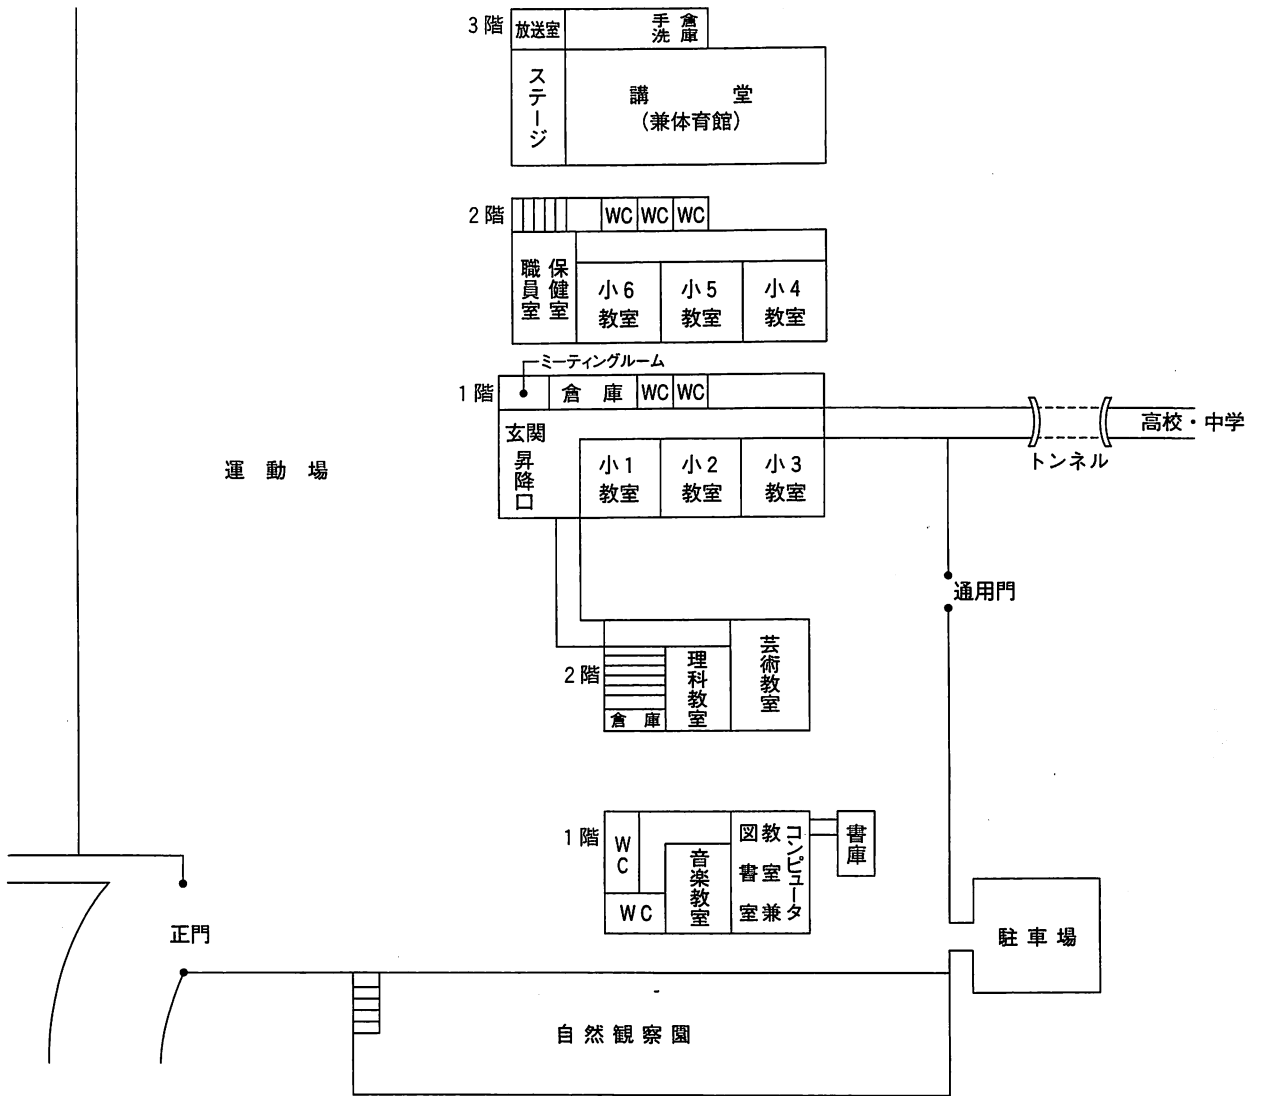 3階
放送室
手洗
倉庫
ステージ
講堂
(兼体育館)
2階
WC
WC
WC
職員室
保健室
小6教室
小5教室
小4教室
ミーティングルーム
1階
倉庫
WC
WC
玄関
昇降口
小1教室
小2教室
小3教室
高校・中学
トンネル
運動場
通用門
2階
倉庫
理科教室
芸術教室
1階
WC
WC
音楽教室
コンピュータ
教室兼
図書室
書庫
正門
駐車場
自然観察園